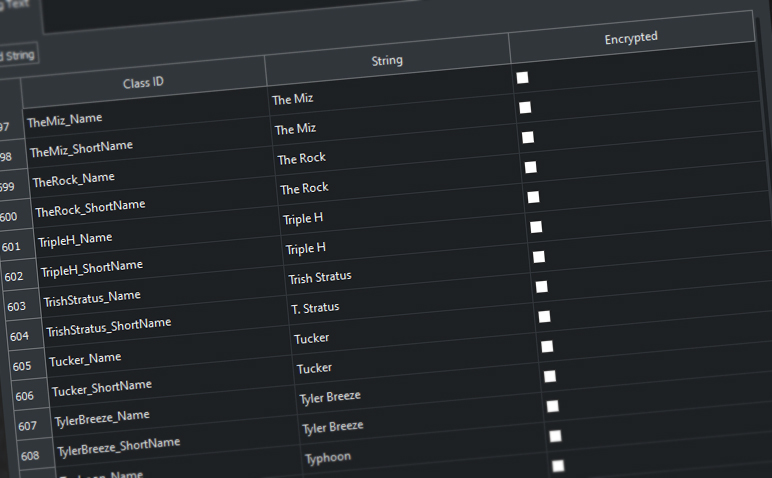 g Text
d String
Class ID String Encrypted
97 TheMiz_Name The Miz
98 TheMiz_ShortName The Miz
599 TheRock_Name The Rock
600 TheRock_ShortName The Rock
601 TripleH_Name Triple H
602 TripleH_ShortName Triple H
603 TrishStratus_Name Trish Stratus
604 TrishStratus_ShortName T. Stratus
605 Tucker_Name Tucker
606 Tucker_ShortName Tucker
607 TylerBreeze_Name Tyler Breeze
608 TylerBreeze_ShortName Tyler Breeze
Typhoon_Name Typhoon